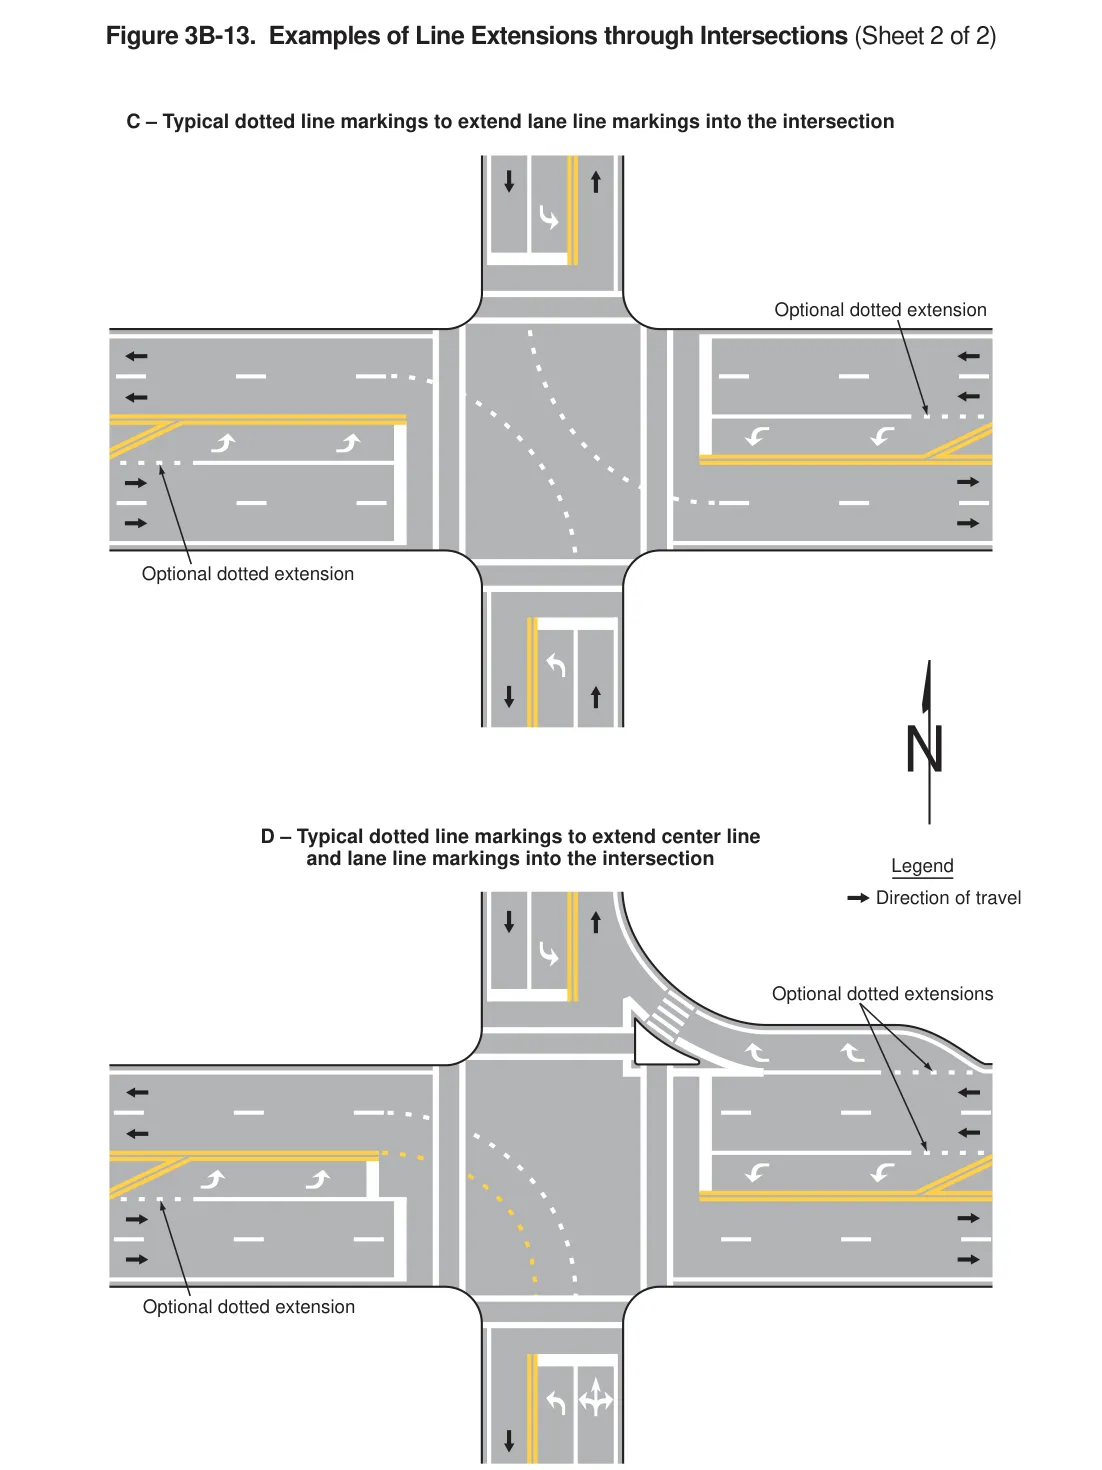 Figure 3B-13. Examples of Line Extensions through Intersections (Sheet 2 of 2)
C – Typical dotted line markings to extend lane line markings into the intersection
Optional dotted extension
Optional dotted extension
N
D – Typical dotted line markings to extend center line
and lane line markings into the intersection
Legend
Direction of travel
Optional dotted extensions
Optional dotted extension